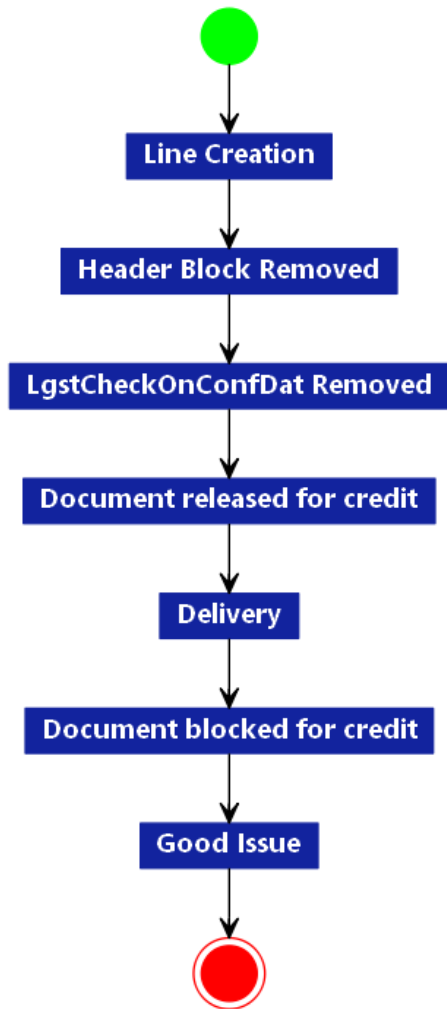 Line Creation
Header Block Removed
LgstCheckOnConfDat Removed
Document released for credit
Delivery
Document blocked for credit
Good Issue